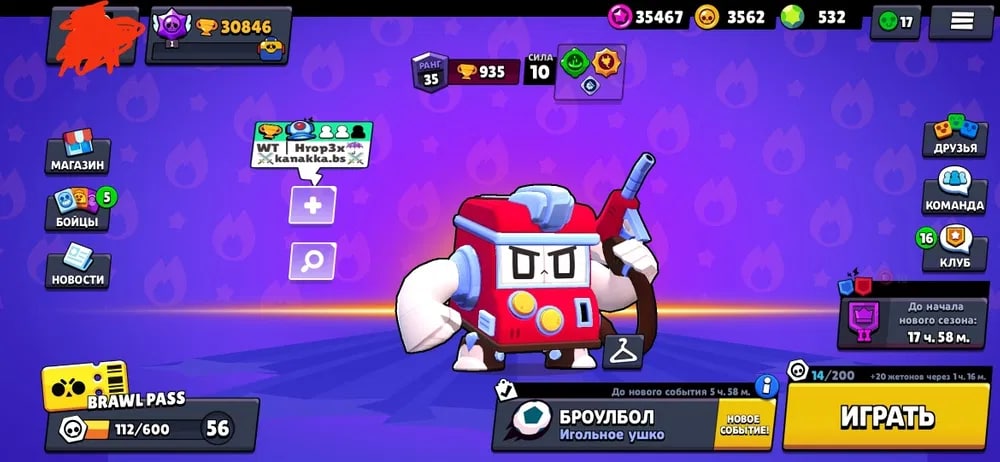 30846
1
РАНГ
35
935
СИЛА
10
35467
3562
532
17
МАГАЗИН
БОЙЦЫ
5
НОВОСТИ
WT | Hтор3x
kanakka.bs
ДРУЗЬЯ
КОМАНДА
16
КЛУБ
До начала
нового сезона:
17 ч. 58 м.
BRAWL PASS
112/600
56
До нового события 5 ч. 58 м.
БРОУЛБОЛ
Игольное ушко
НОВОЕ
СОБЫТИЕ!
14/200
+20 жетонов через 1 ч. 16 м.
ИГРАТЬ